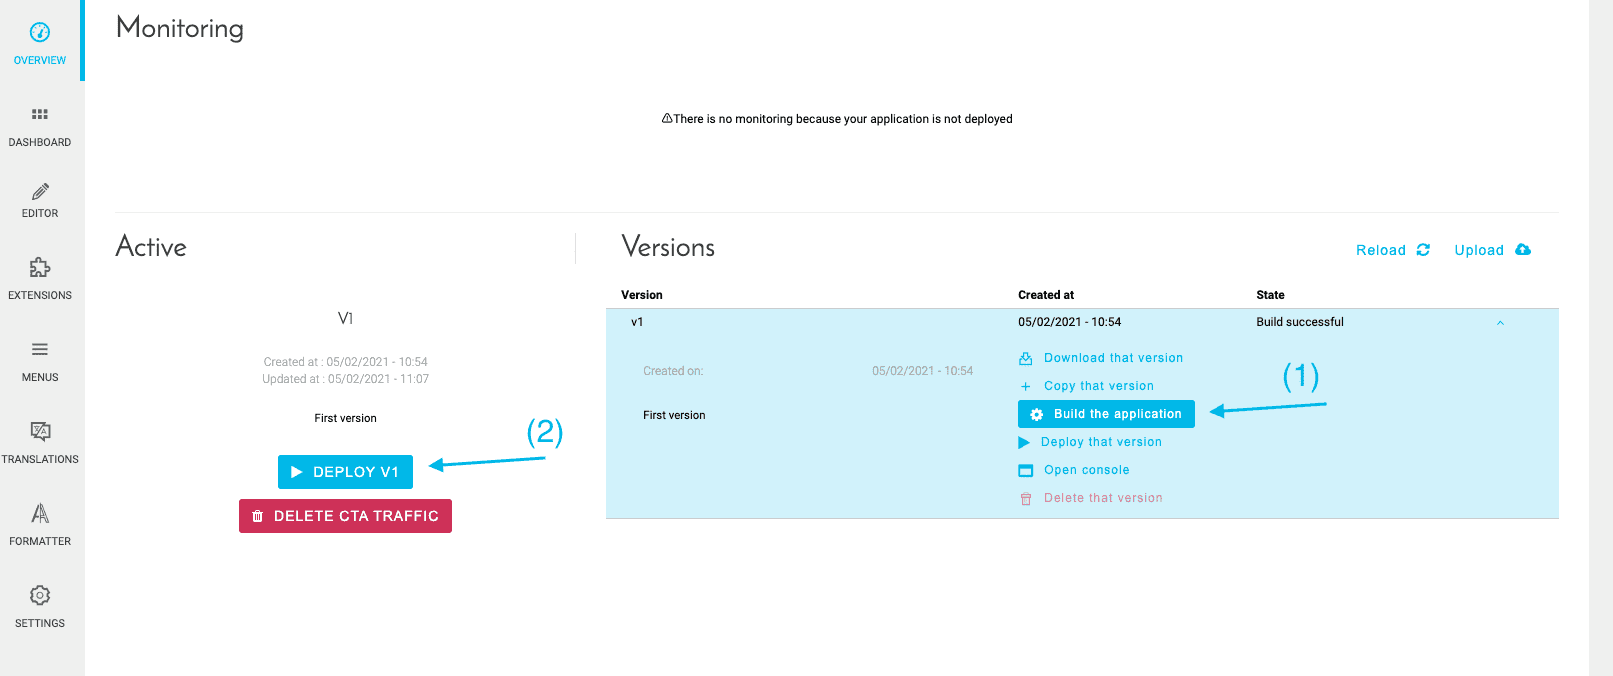 OVERVIEW
DASHBOARD
EDITOR
EXTENSIONS
MENUS
TRANSLATIONS
FORMATTER
SETTINGS
Monitoring
There is no monitoring because your application is not deployed
Active
V1
Created at : 05/02/2021 - 10:54
Updated at : 05/02/2021 - 11:07
First version
(2)
DEPLOY V1
DELETE CTA TRAFFIC
Versions
Reload Upload
Version Created at State
v1 05/02/2021 - 10:54 Build successful
Created on: 05/02/2021 - 10:54
First version
Download that version
Copy that version
(1)
Build the application
Deploy that version
Open console
Delete that version